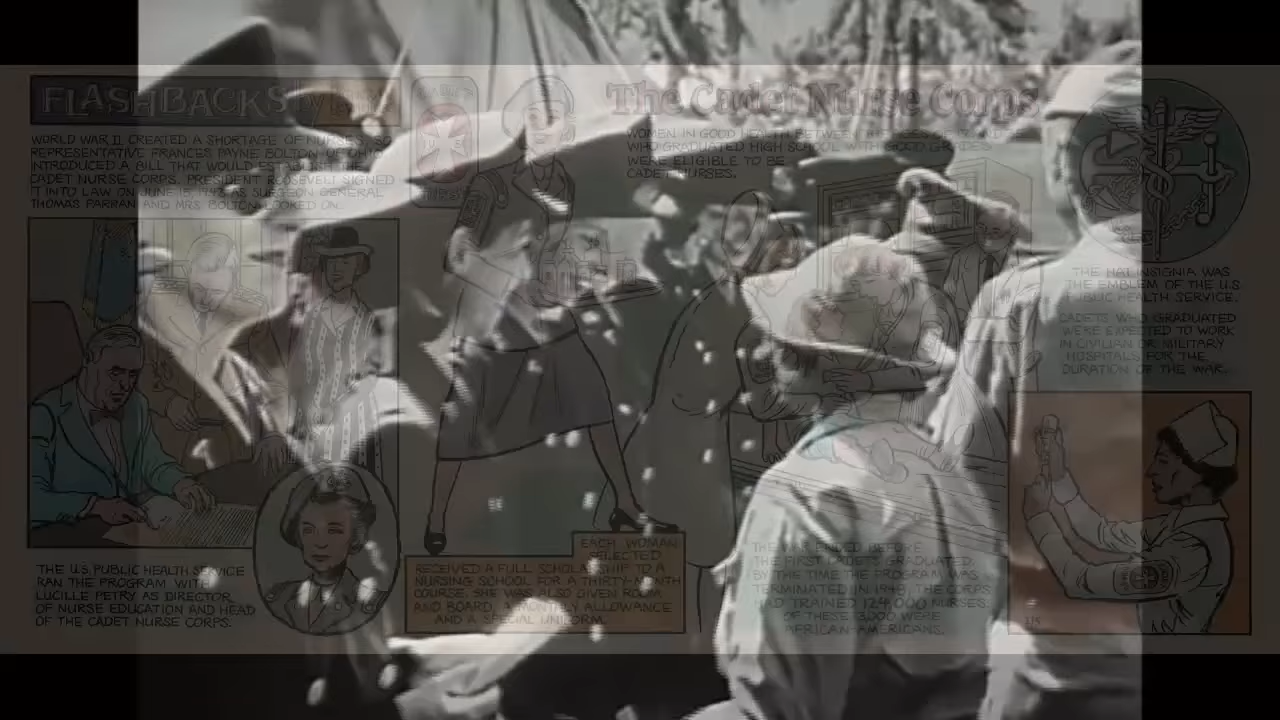 FLASHBACKS
The Cadet Nurse Corps
WORLD WAR II CREATED A SHORTAGE OF NURSES, SO
REPRESENTATIVE FRANCES PAYNE BOLTON OF OHIO
INTRODUCED A BILL THAT WOULD ESTABLISH THE
CADET NURSE CORPS. PRESIDENT ROOSEVELT SIGNED
IT INTO LAW ON JUNE 15, 1943, AS SURGEON GENERAL
THOMAS PARRAN AND MRS. BOLTON LOOKED ON.
WOMEN IN GOOD HEALTH BETWEEN
WHO GRADUATED HIGH SCHOOL WITH GOOD GRADES
WERE ELIGIBLE TO BE
CADET NURSES.
THE HAT INSIGNIA WAS
THE EMBLEM OF THE U.S.
PUBLIC HEALTH SERVICE.
CADETS WHO GRADUATED
WERE EXPECTED TO WORK
IN CIVILIAN OR MILITARY
HOSPITALS FOR THE
DURATION OF THE WAR.
THE U.S. PUBLIC HEALTH SERVICE
RAN THE PROGRAM WITH
LUCILLE PETRY AS DIRECTOR
OF NURSE EDUCATION AND HEAD
OF THE CADET NURSE CORPS.
EACH WOMAN
SELECTED
RECEIVED A FULL SCHOLARSHIP TO A
NURSING SCHOOL FOR A THIRTY-MONTH
COURSE. SHE WAS ALSO GIVEN ROOM
AND BOARD, A MONTHLY ALLOWANCE
AND A SPECIAL UNIFORM.
THE WAR ENDED BEFORE
THE FIRST CADETS GRADUATED.
BY THE TIME THE PROGRAM WAS
TERMINATED IN 1948, THE CORPS
HAD TRAINED 124,000 NURSES.
OF THESE 3,000 WERE
AFRICAN-AMERICANS.